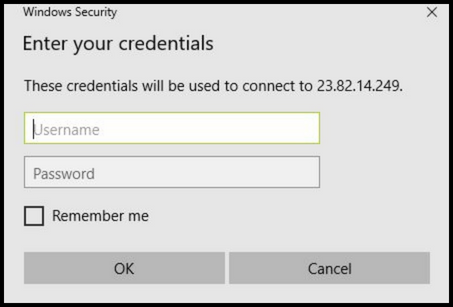 Windows Security
Enter your credentials
These credentials will be used to connect to 23.82.14.249.
Username
Password
Remember me
OK
Cancel